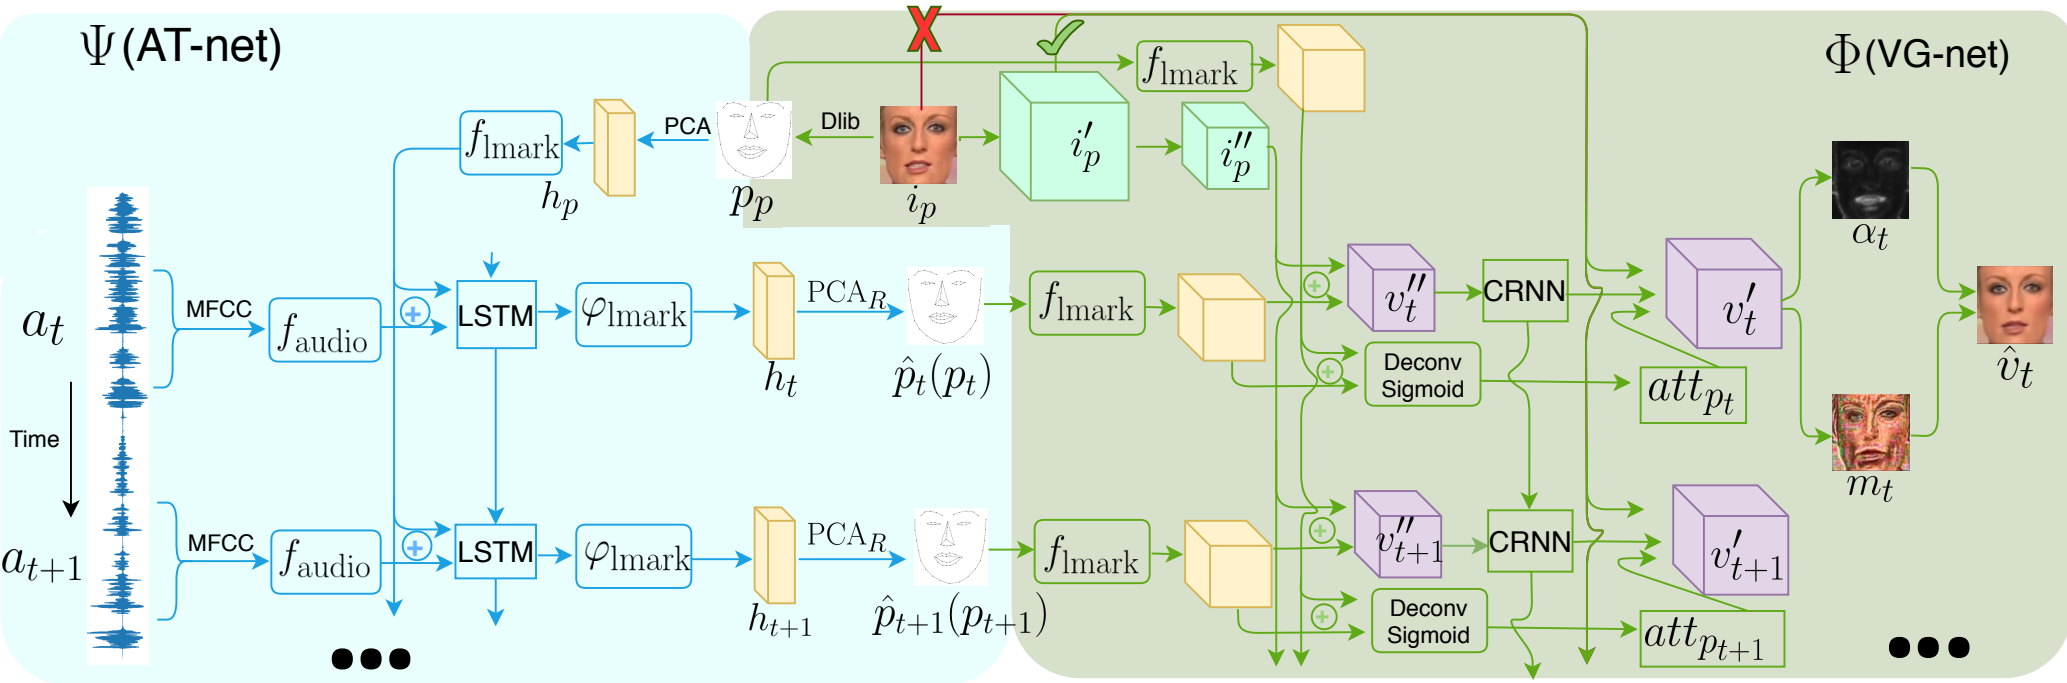 Ψ(AT-net)
Φ(VG-net)
f_lmark
PCA
Dlib
f_lmark
h_p
p_p
i_p
i'_p
i''_p
α_t
a_t
MFCC
f_audio
+
LSTM
φ_lmark
h_t
PCA_R
p̂_t(p_t)
f_lmark
+
v''_t
CRNN
v'_t
v̂_t
+
Deconv
Sigmoid
att_{p_t}
m_t
Time
a_{t+1}
MFCC
f_audio
+
LSTM
φ_lmark
h_{t+1}
PCA_R
p̂_{t+1}(p_{t+1})
f_lmark
+
v''_{t+1}
CRNN
v'_{t+1}
+
Deconv
Sigmoid
att_{p_{t+1}}